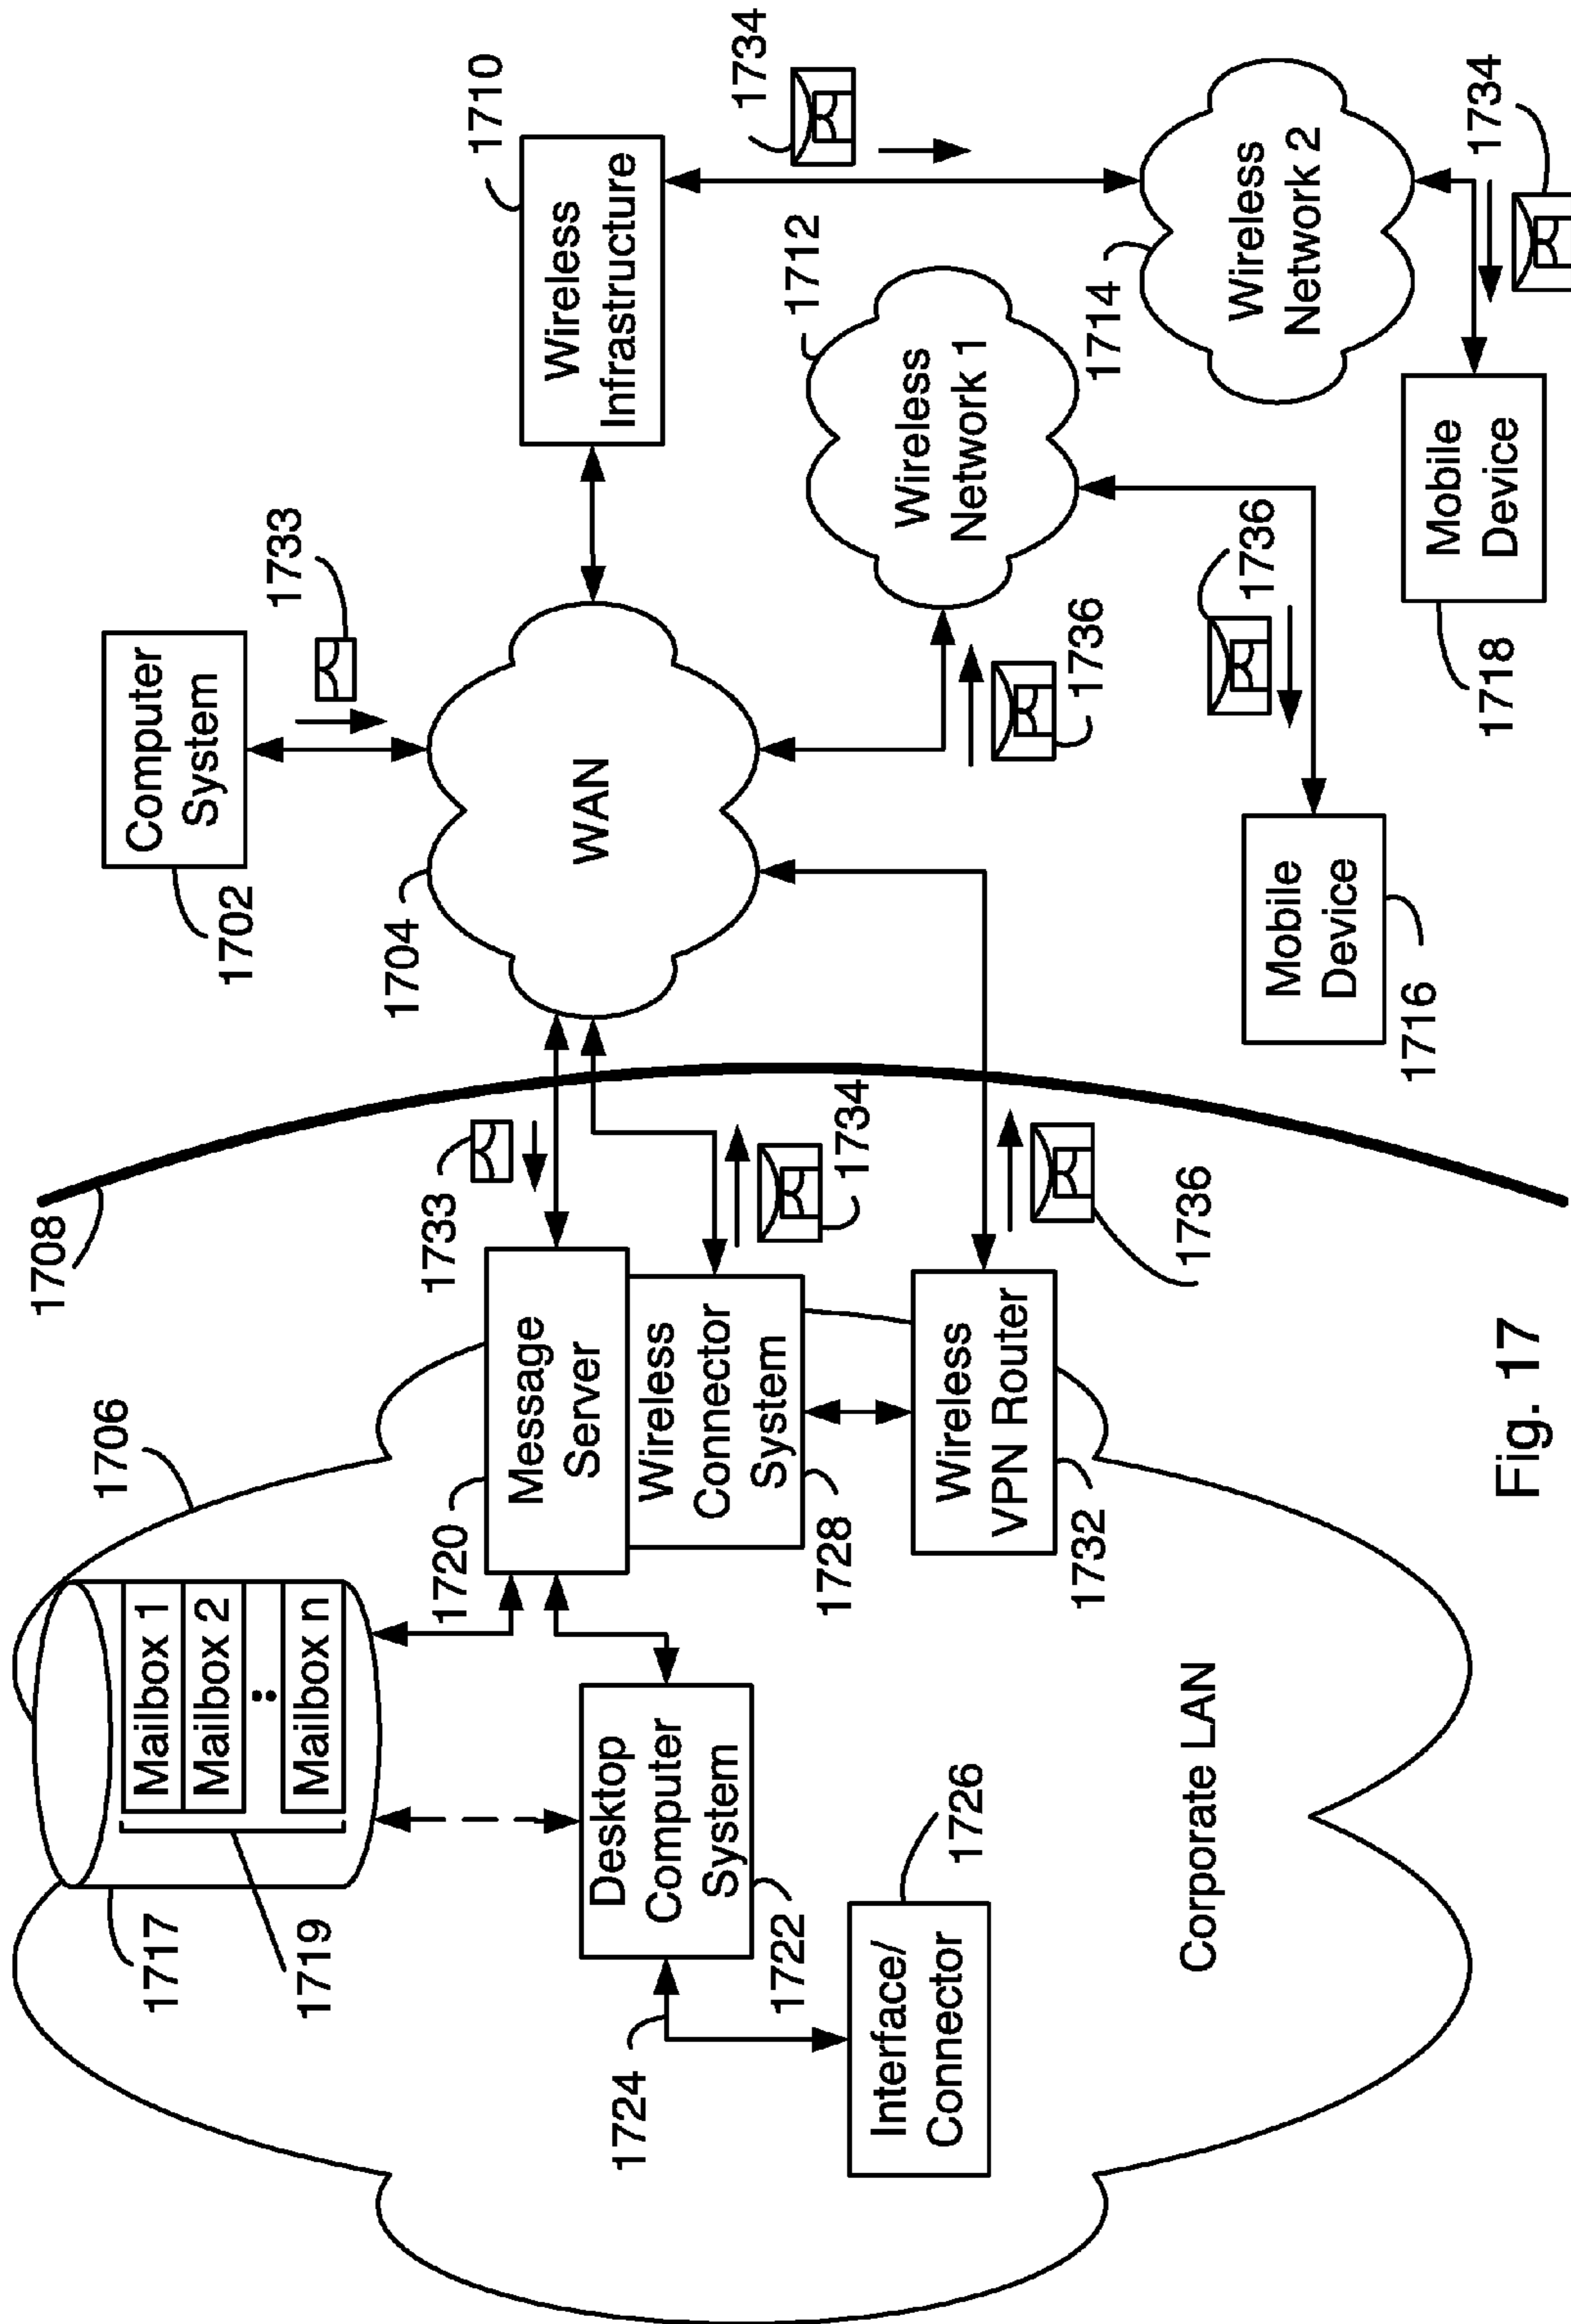 1708
1706
1717
1719
Mailbox 1
Mailbox 2
Mailbox n
1720
Message
Server
1733
1734
Wireless
Connector
System
1728
Desktop
Computer
System
1722
1724
Interface/
Connector
1726
Wireless
VPN Router
1732
1736
Corporate LAN
Computer
System
1702
1733
1704
WAN
1710
Wireless
Infrastructure
1734
1712
Wireless
Network 1
1736
1714
Wireless
Network 2
1736
1734
Mobile
Device
1716
Mobile
Device
1718
Fig. 17